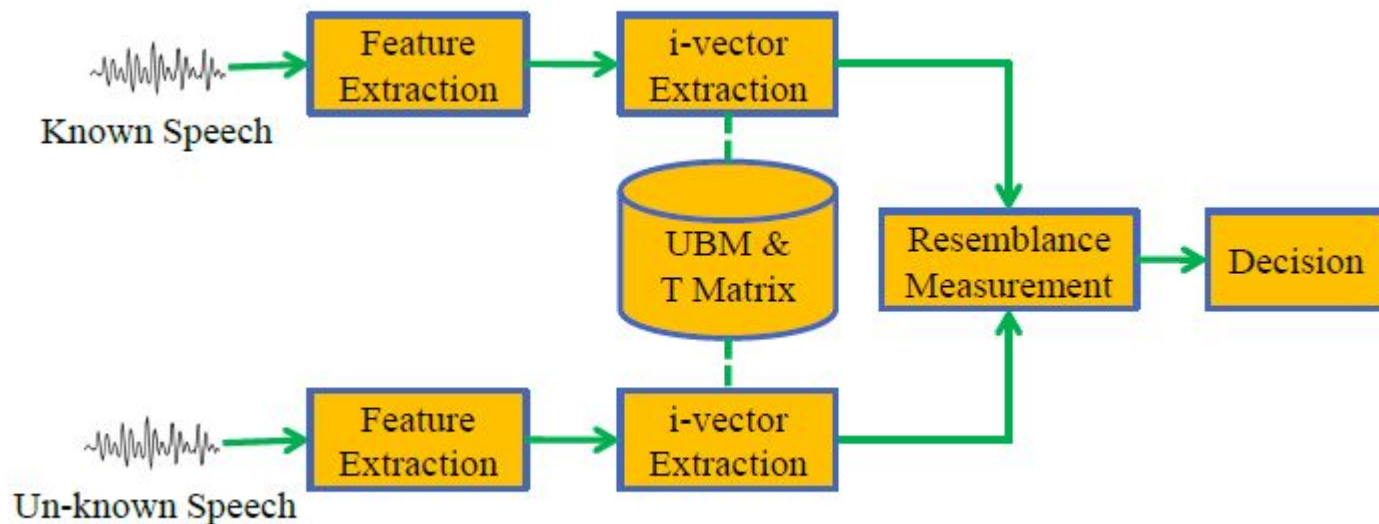 Feature
Extraction
i-vector
Extraction
Known Speech
UBM &
T Matrix
Resemblance
Measurement
Decision
Feature
Extraction
i-vector
Extraction
Un-known Speech